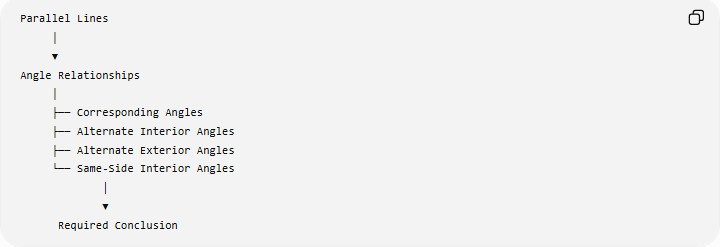 Parallel Lines
│
▼
Angle Relationships
│
├── Corresponding Angles
├── Alternate Interior Angles
├── Alternate Exterior Angles
└── Same-Side Interior Angles
│
▼
Required Conclusion